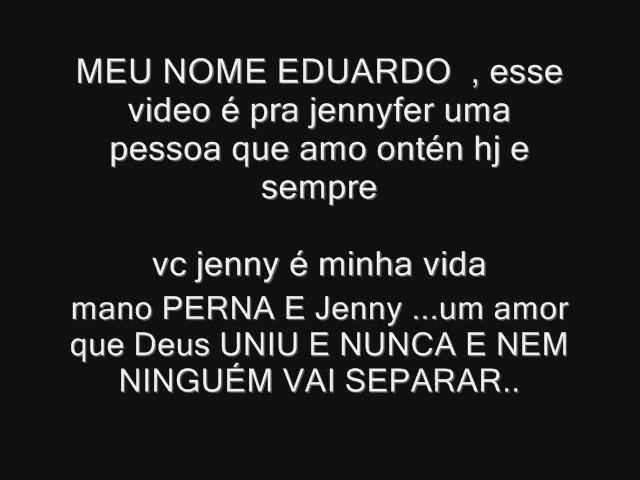 MEU NOME EDUARDO  , esse
video é pra jennyfer uma
pessoa que amo ontén hj e
sempre
vc jenny é minha vida
mano PERNA E Jenny ...um amor
que Deus UNIU E NUNCA E NEM
NINGUÉM VAI SEPARAR..